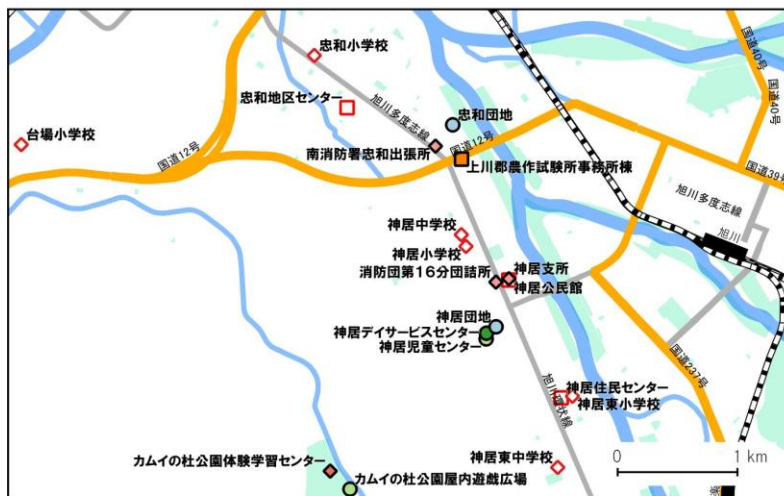 忠和小学校
国道40号
忠和地区センター
旭川多度志線
忠和団地
国道40号
台場小学校
国道12号
南消防署忠和出張所
国道12号
上川郡農作試験所事務所棟
国道39号
旭川多度志線
旭川
神居中学校
神居小学校
消防団第16分団詰所
神居支所
神居公民館
神居団地
神居デイサービスセンター
神居児童センター
国道237号
旭川環状線
神居住民センター
神居東小学校
カムイの杜公園体験学習センター
神居東中学校
カムイの杜公園屋内遊戯広場
0 1 km